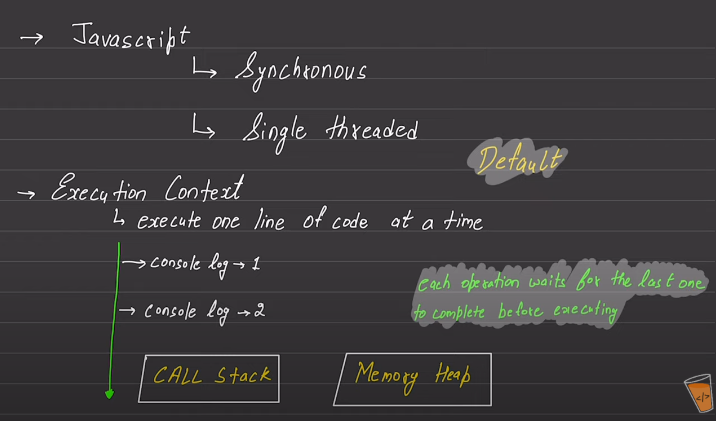 → Javascript
↳ Synchronous
↳ Single threaded
Default
→ Execution Context
↳ execute one line of code at a time
→ console log → 1
→ console log → 2
each operation waits for the last one
to complete before executing
CALL Stack
Memory Heap
</>